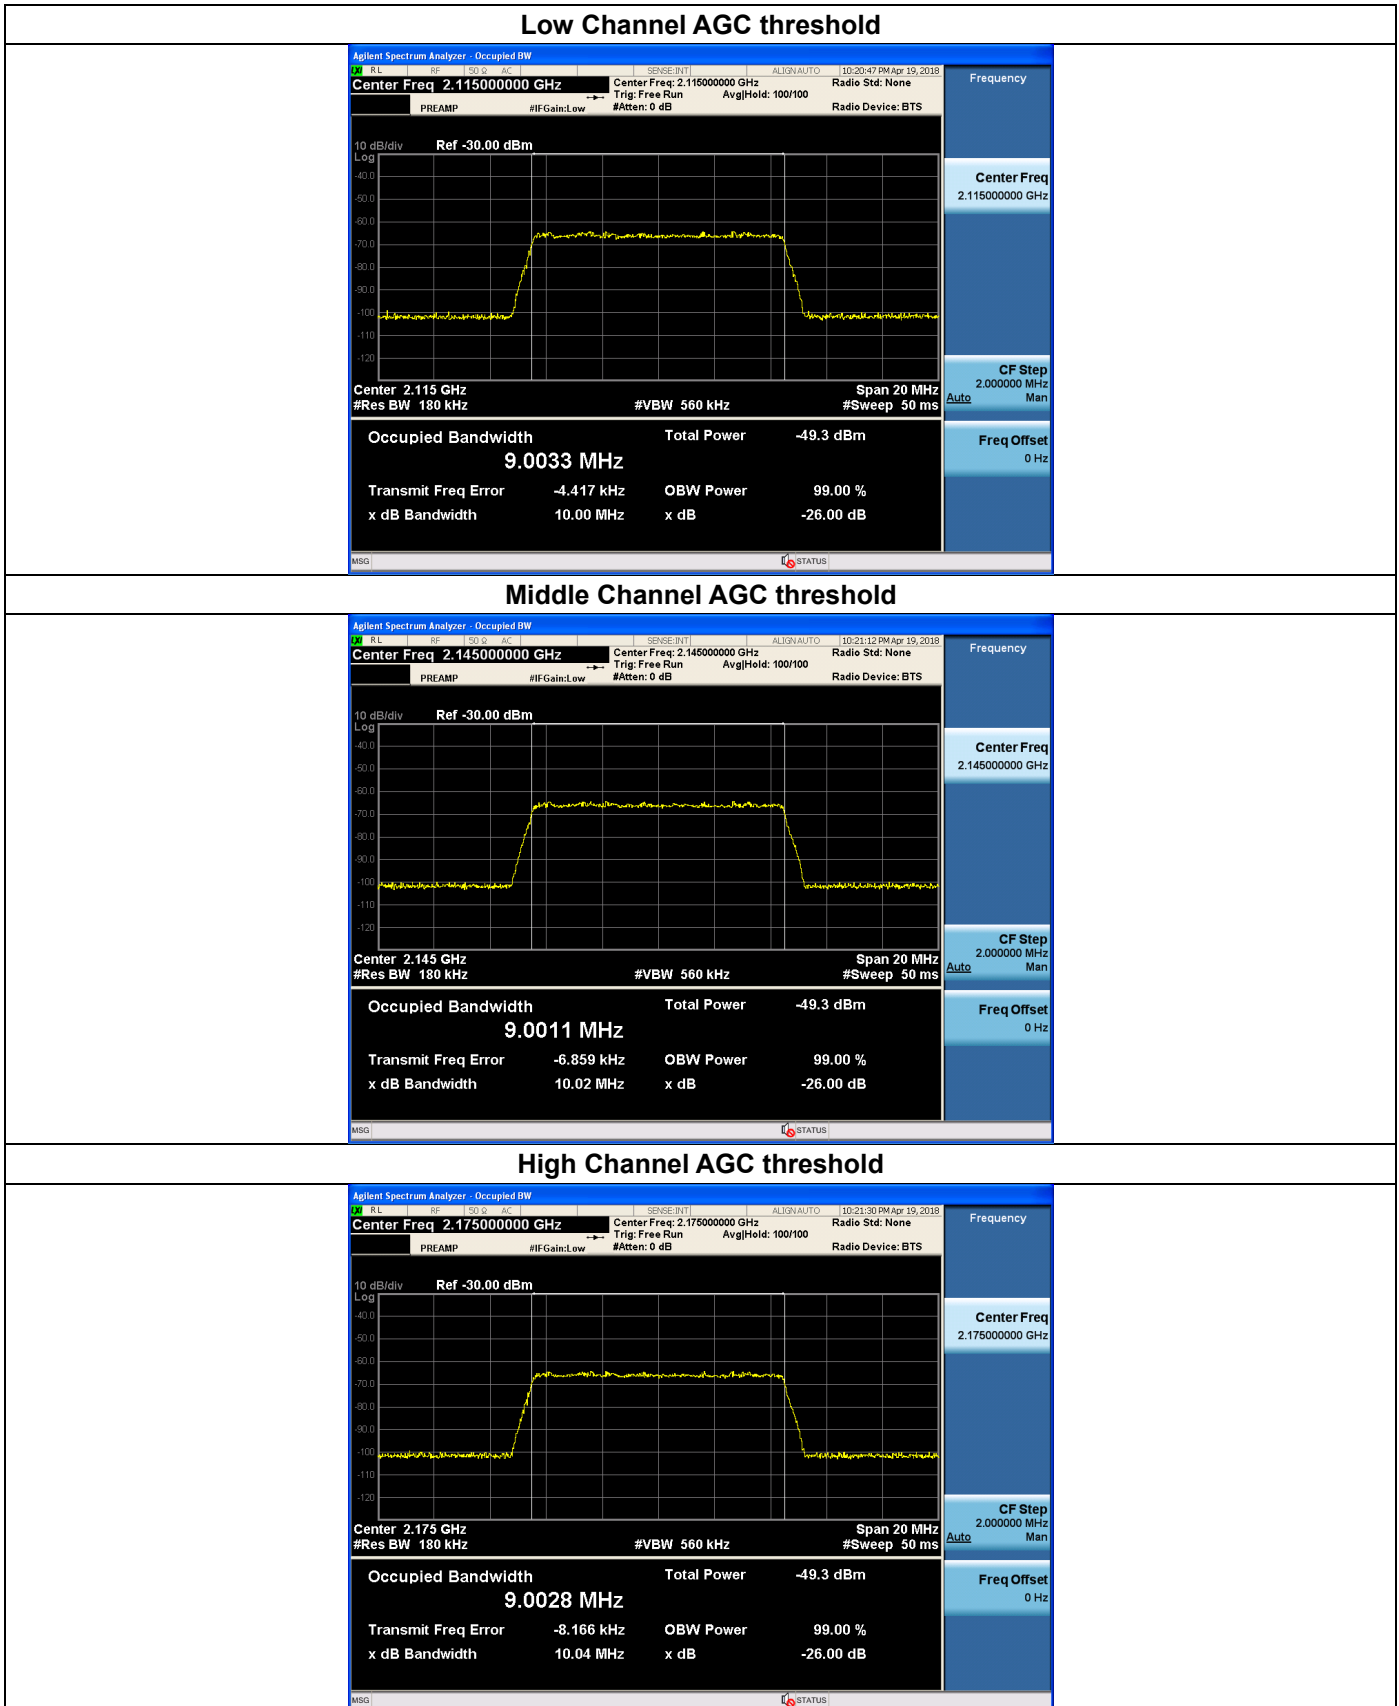 Low Channel AGC threshold
Agilent Spectrum Analyzer - Occupied BW
LXI RL RF 50 Ω AC SENSE:INT ALIGN AUTO 10:20:47 PM Apr 19, 2018
Center Freq 2.115000000 GHz Center Freq: 2.115000000 GHz Radio Std: None
Trig: Free Run Avg|Hold: 100/100
PREAMP #IFGain:Low #Atten: 0 dB Radio Device: BTS
Frequency
10 dB/div Ref -30.00 dBm
Log
-40.0
-50.0
-60.0
-70.0
-80.0
-90.0
-100
-110
-120
Center Freq
2.115000000 GHz
Center 2.115 GHz Span 20 MHz
#Res BW 180 kHz #VBW 560 kHz #Sweep 50 ms
CF Step
2.000000 MHz
Auto Man
Occupied Bandwidth Total Power -49.3 dBm
9.0033 MHz
Transmit Freq Error -4.417 kHz OBW Power 99.00 %
x dB Bandwidth 10.00 MHz x dB -26.00 dB
Freq Offset
0 Hz
MSG STATUS
Middle Channel AGC threshold
Agilent Spectrum Analyzer - Occupied BW
LXI RL RF 50 Ω AC SENSE:INT ALIGN AUTO 10:21:12 PM Apr 19, 2018
Center Freq 2.145000000 GHz Center Freq: 2.145000000 GHz Radio Std: None
Trig: Free Run Avg|Hold: 100/100
PREAMP #IFGain:Low #Atten: 0 dB Radio Device: BTS
Frequency
10 dB/div Ref -30.00 dBm
Log
-40.0
-50.0
-60.0
-70.0
-80.0
-90.0
-100
-110
-120
Center Freq
2.145000000 GHz
Center 2.145 GHz Span 20 MHz
#Res BW 180 kHz #VBW 560 kHz #Sweep 50 ms
CF Step
2.000000 MHz
Auto Man
Occupied Bandwidth Total Power -49.3 dBm
9.0011 MHz
Transmit Freq Error -6.859 kHz OBW Power 99.00 %
x dB Bandwidth 10.02 MHz x dB -26.00 dB
Freq Offset
0 Hz
MSG STATUS
High Channel AGC threshold
Agilent Spectrum Analyzer - Occupied BW
LXI RL RF 50 Ω AC SENSE:INT ALIGN AUTO 10:21:30 PM Apr 19, 2018
Center Freq 2.175000000 GHz Center Freq: 2.175000000 GHz Radio Std: None
Trig: Free Run Avg|Hold: 100/100
PREAMP #IFGain:Low #Atten: 0 dB Radio Device: BTS
Frequency
10 dB/div Ref -30.00 dBm
Log
-40.0
-50.0
-60.0
-70.0
-80.0
-90.0
-100
-110
-120
Center Freq
2.175000000 GHz
Center 2.175 GHz Span 20 MHz
#Res BW 180 kHz #VBW 560 kHz #Sweep 50 ms
CF Step
2.000000 MHz
Auto Man
Occupied Bandwidth Total Power -49.3 dBm
9.0028 MHz
Transmit Freq Error -8.166 kHz OBW Power 99.00 %
x dB Bandwidth 10.04 MHz x dB -26.00 dB
Freq Offset
0 Hz
MSG STATUS